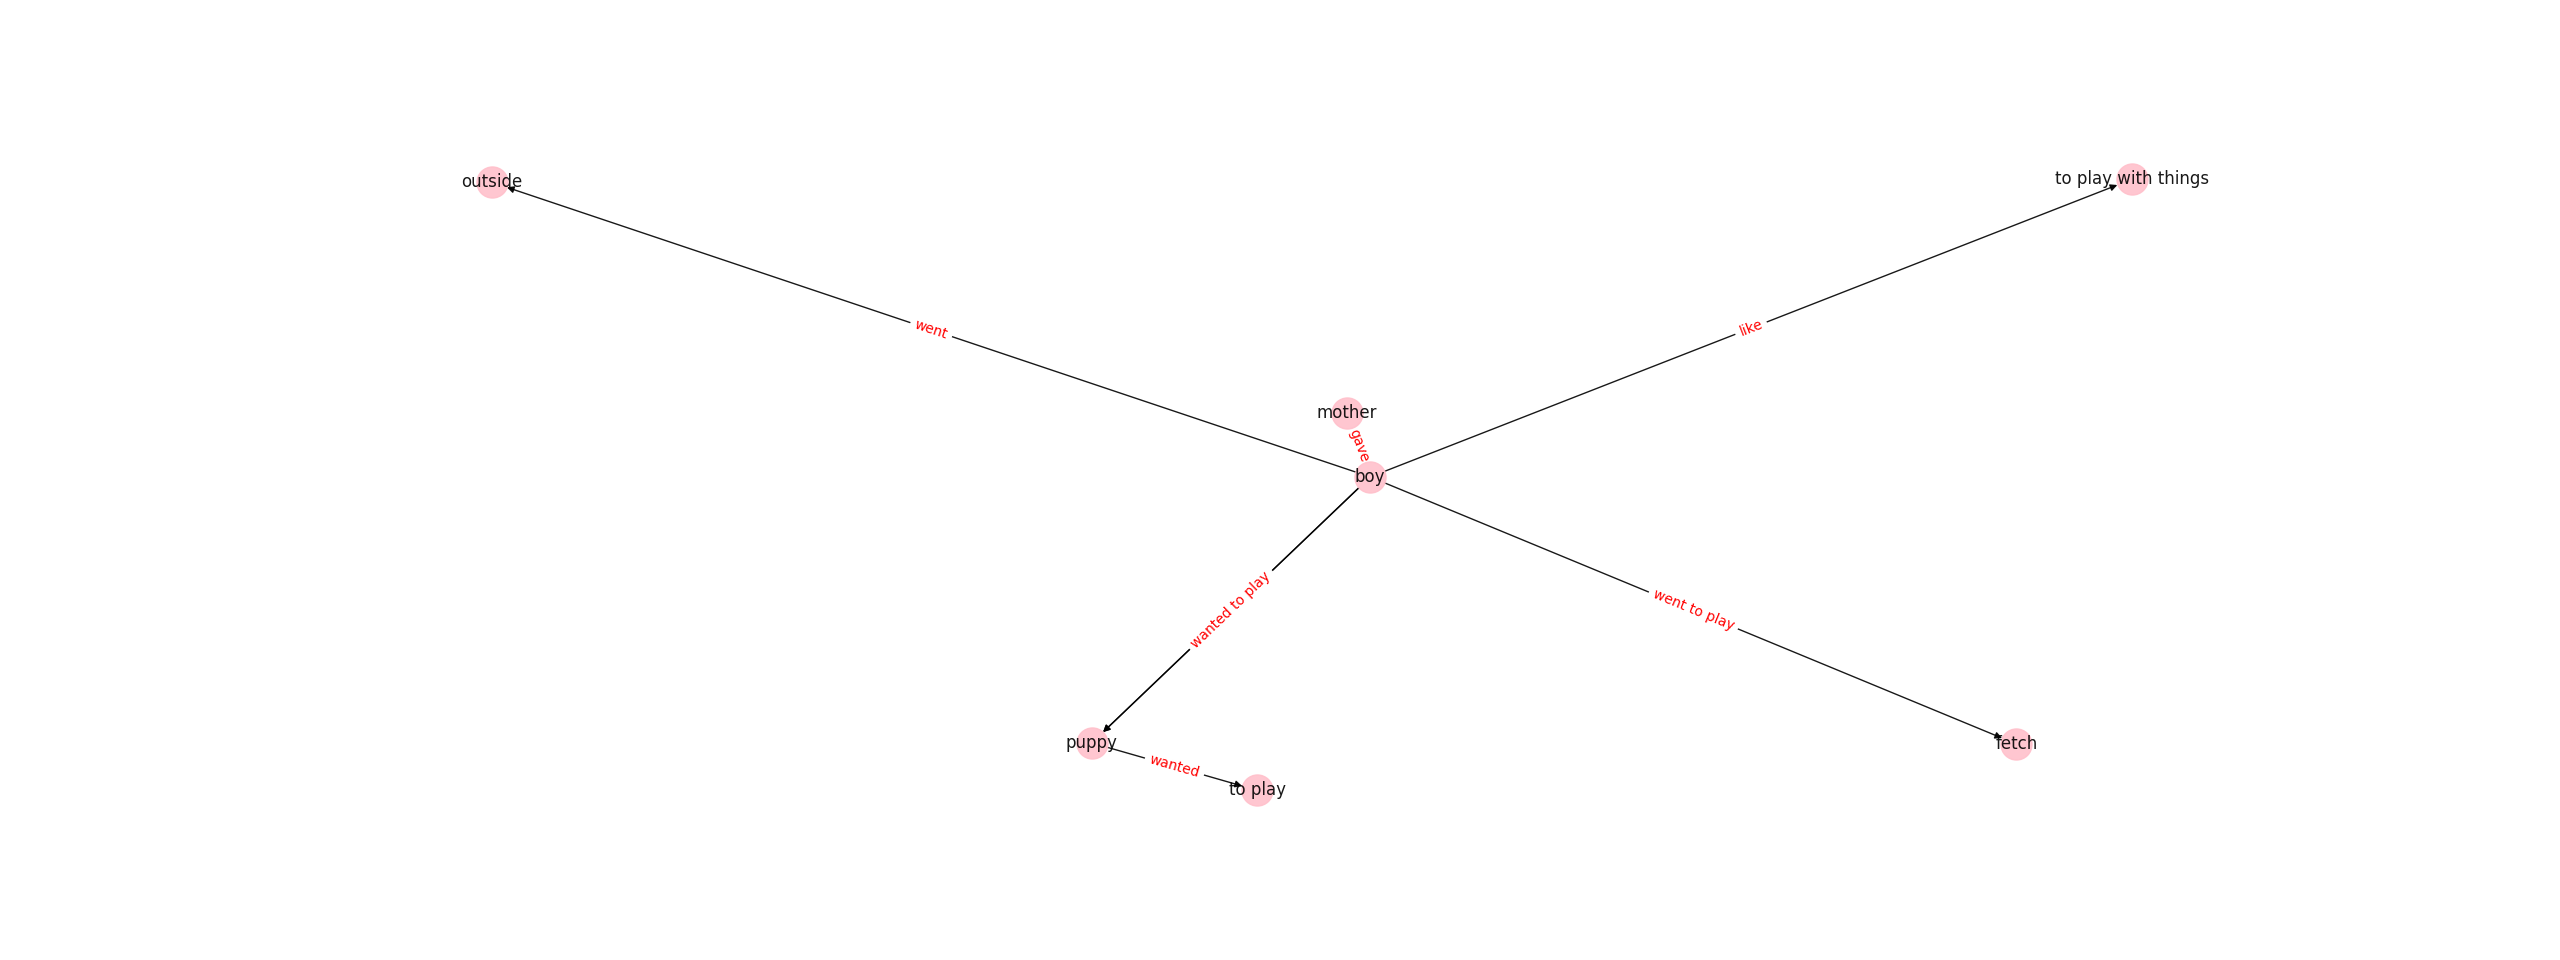 outside
to play with things
went
like
mother
gave
boy
wanted to play
went to play
puppy
fetch
wanted
to play